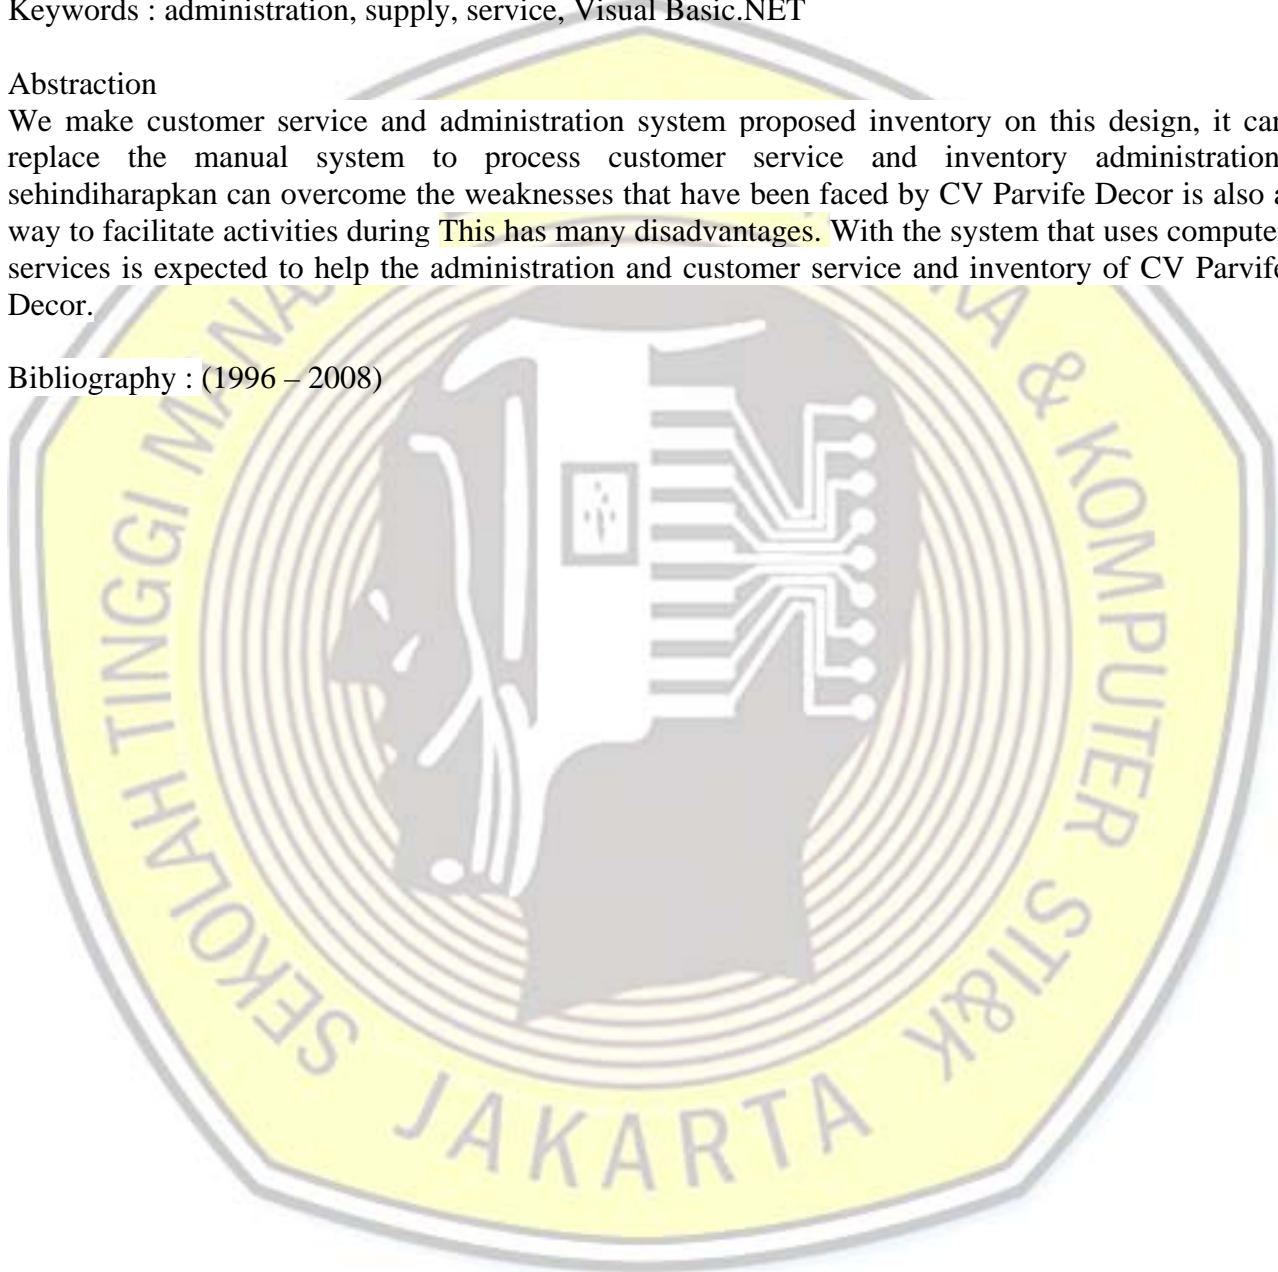 Keywords : administration, supply, service, Visual Basic.NET
Abstraction
We make customer service and administration system proposed inventory on this design, it can
replace the manual system to process customer service and inventory administration
sehindiharapkan can overcome the weaknesses that have been faced by CV Parvife Decor is also a
way to facilitate activities during This has many disadvantages. With the system that uses computer
services is expected to help the administration and customer service and inventory of CV Parvife
Decor.
Bibliography : (1996 – 2008)
SEKOLAH TINGGI & KOMPUTER STI&K
JAKARTA